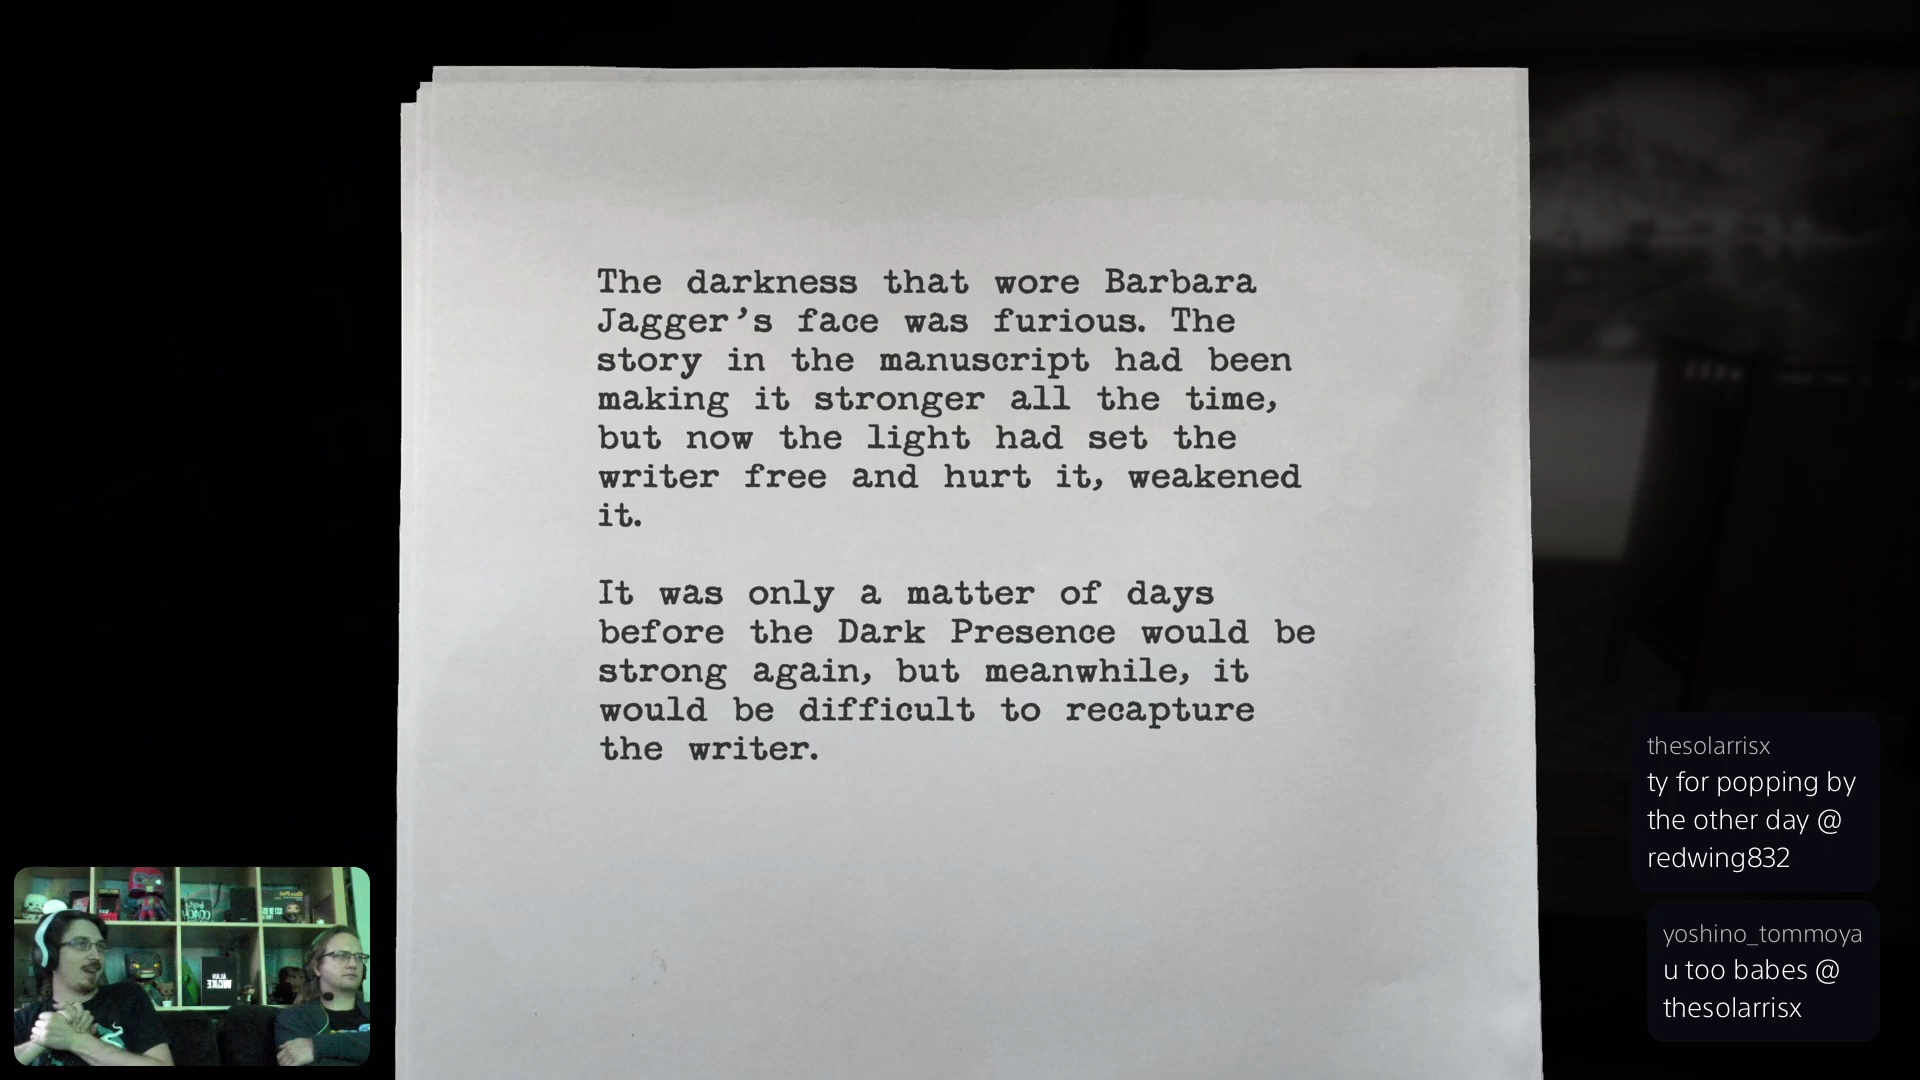 The darkness that wore Barbara
Jagger's face was furious. The
story in the manuscript had been
making it stronger all the time,
but now the light had set the
writer free and hurt it, weakened
it.
It was only a matter of days
before the Dark Presence would be
strong again, but meanwhile, it
would be difficult to recapture
the writer.
thesolarrisx
ty for popping by
the other day @
redwing832
yoshino_tommoya
u too babes @
thesolarrisx
ALAN
WAKE